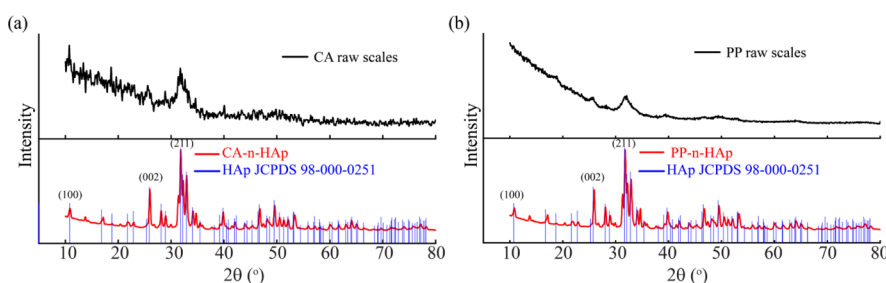 (a)
Intensity
CA raw scales
(211)
CA-n-HAp
HAp JCPDS 98-000-0251
(002)
(100)
10 20 30 40 50 60 70 80
2θ (°)
(b)
Intensity
PP raw scales
(211)
PP-n-HAp
HAp JCPDS 98-000-0251
(002)
(100)
10 20 30 40 50 60 70 80
2θ (°)